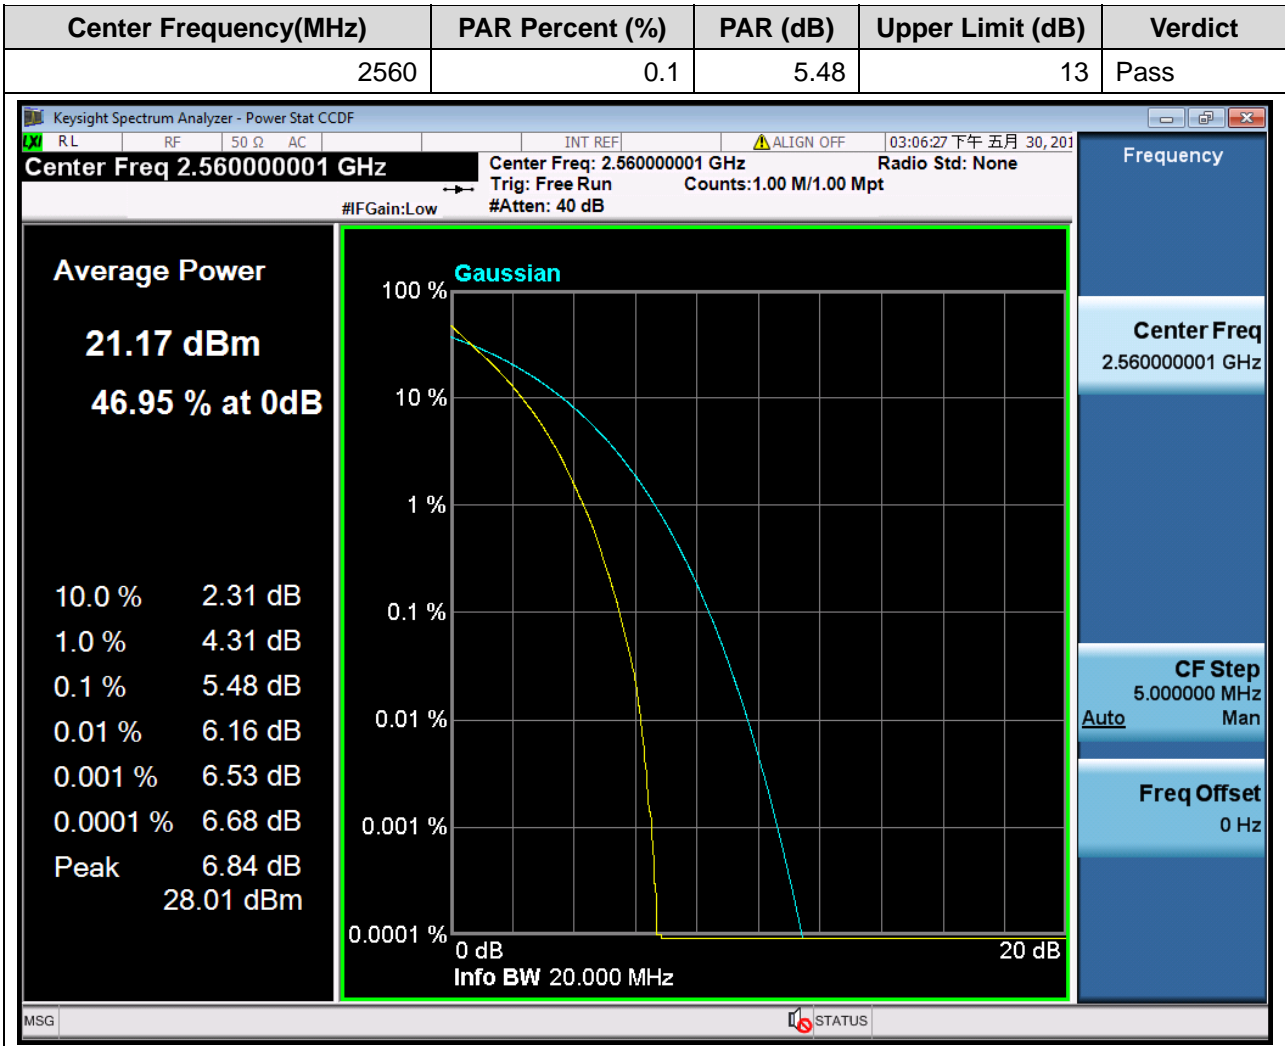 Center Frequency(MHz) PAR Percent (%) PAR (dB) Upper Limit (dB) Verdict
2560 0.1 5.48 13 Pass
Keysight Spectrum Analyzer - Power Stat CCDF
LXI RL RF 50 Ω AC INT REF ALIGN OFF 03:06:27 下午 五月 30, 201
Center Freq 2.560000001 GHz
Center Freq: 2.560000001 GHz Radio Std: None
Trig: Free Run Counts:1.00 M/1.00 Mpt
#IFGain:Low #Atten: 40 dB
Frequency
Center Freq
2.560000001 GHz
CF Step
5.000000 MHz
Auto Man
Freq Offset
0 Hz
Average Power
21.17 dBm
46.95 % at 0dB
10.0 % 2.31 dB
1.0 % 4.31 dB
0.1 % 5.48 dB
0.01 % 6.16 dB
0.001 % 6.53 dB
0.0001 % 6.68 dB
Peak 6.84 dB
28.01 dBm
Gaussian
100 %
10 %
1 %
0.1 %
0.01 %
0.001 %
0.0001 %
0 dB 20 dB
Info BW 20.000 MHz
MSG STATUS